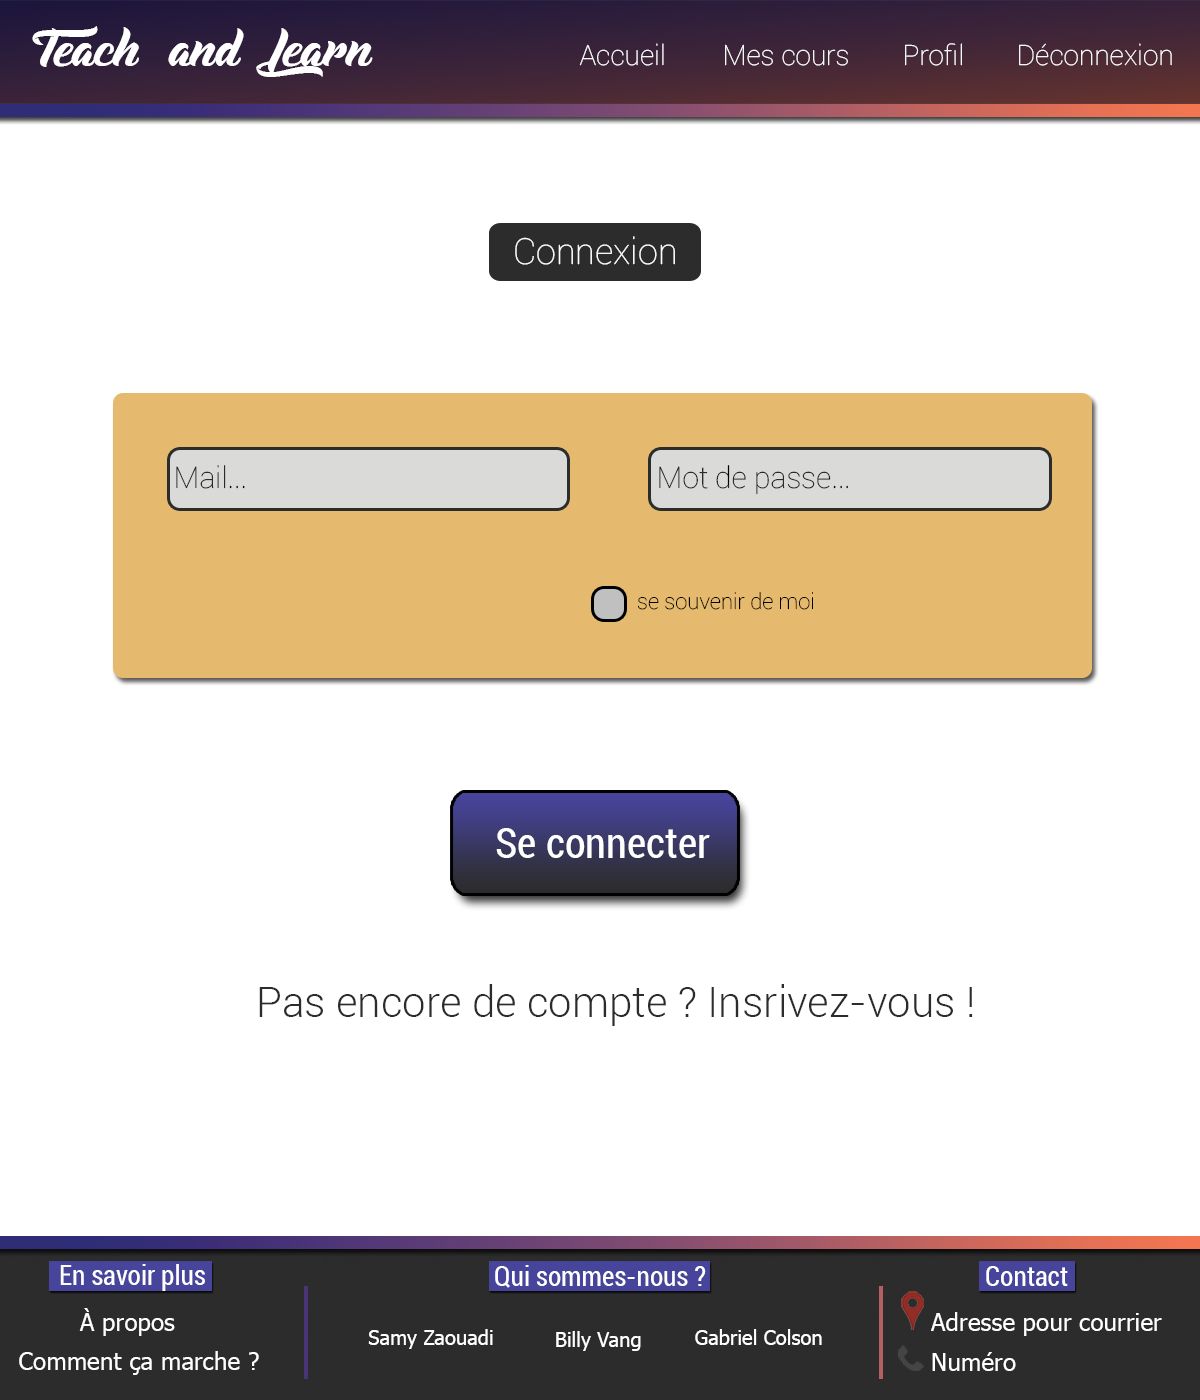 Teach and Learn
Accueil Mes cours Profil Déconnexion
Connexion
Mail... Mot de passe...
se souvenir de moi
Se connecter
Pas encore de compte ? Insrivez-vous !
En savoir plus
À propos
Comment ça marche ?
Qui sommes-nous ?
Samy Zaouadi Billy Vang Gabriel Colson
Contact
Adresse pour courrier
Numéro